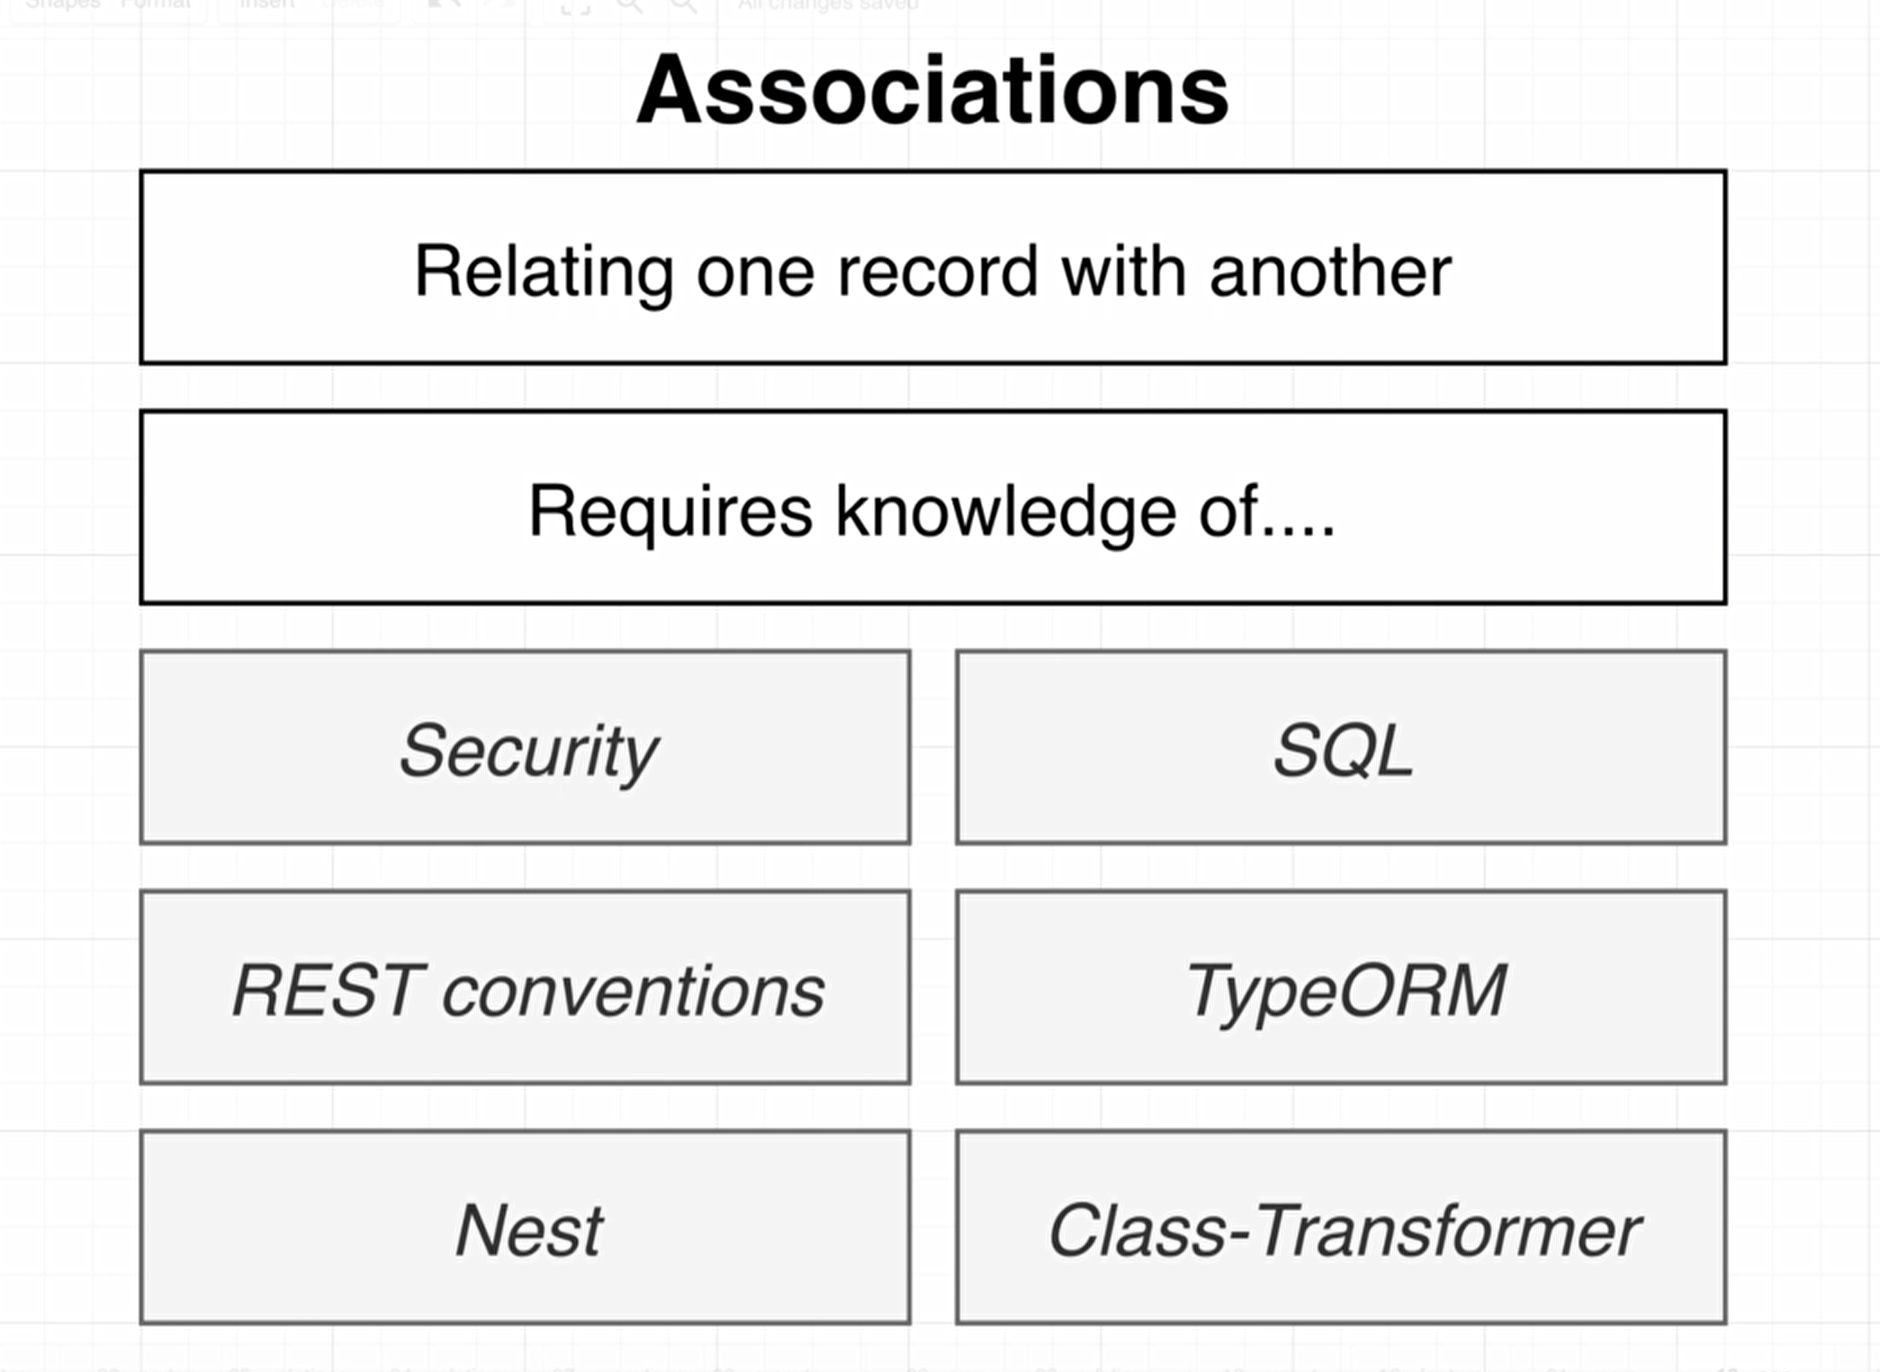 Shapes Format Insert Delete All changes saved
Associations
Relating one record with another
Requires knowledge of....
Security SQL
REST conventions TypeORM
Nest Class-Transformer